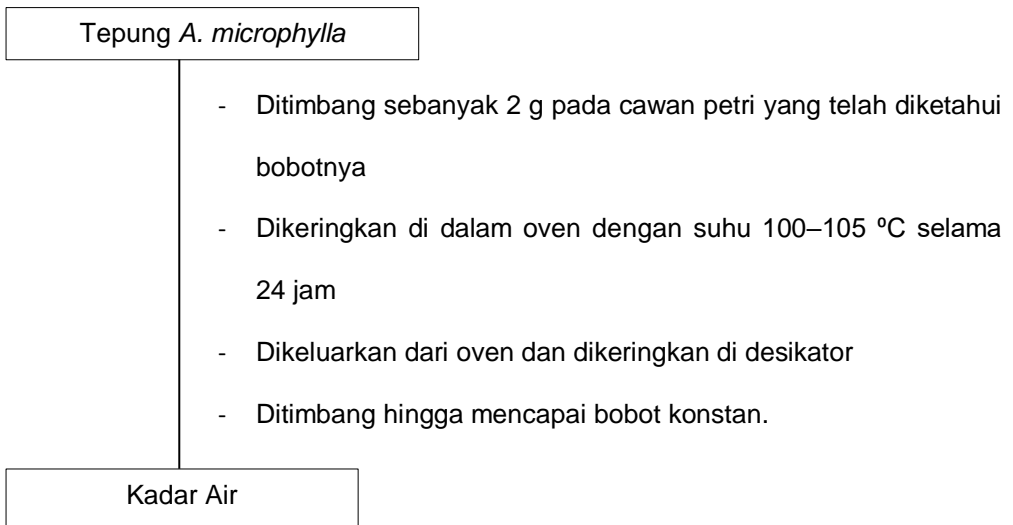 Tepung A. microphylla
- Ditimbang sebanyak 2 g pada cawan petri yang telah diketahui
bobotnya
- Dikeringkan di dalam oven dengan suhu 100–105 ºC selama
24 jam
- Dikeluarkan dari oven dan dikeringkan di desikator
- Ditimbang hingga mencapai bobot konstan.
Kadar Air